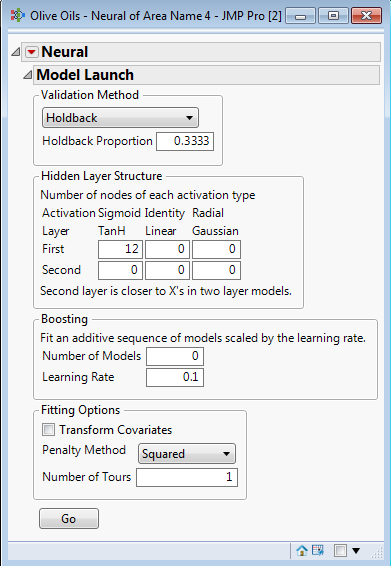 Olive Oils - Neural of Area Name 4 - JMP Pro [2]
Neural
Model Launch
Validation Method
Holdback
Holdback Proportion 0.3333
Hidden Layer Structure
Number of nodes of each activation type
Activation Sigmoid Identity Radial
Layer TanH Linear Gaussian
First 12 0 0
Second 0 0 0
Second layer is closer to X's in two layer models.
Boosting
Fit an additive sequence of models scaled by the learning rate.
Number of Models 0
Learning Rate 0.1
Fitting Options
Transform Covariates
Penalty Method Squared
Number of Tours 1
Go